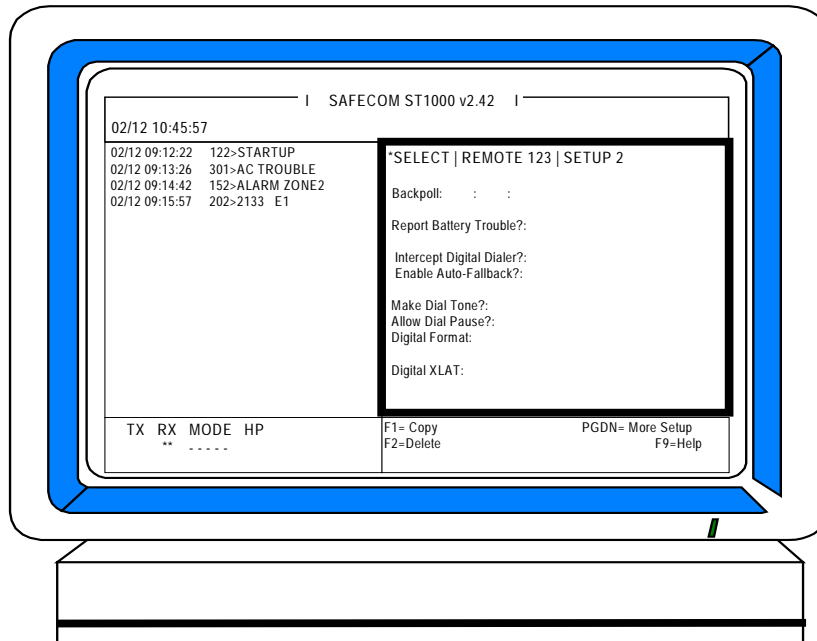 SAFECOM ST1000 v2.42
02/12 10:45:57
02/12 09:12:22 122>STARTUP
02/12 09:13:26 301>AC TROUBLE
02/12 09:14:42 152>ALARM ZONE2
02/12 09:15:57 202>2133 E1
*SELECT | REMOTE 123 | SETUP 2
Backpoll: : :
Report Battery Trouble?:
Intercept Digital Dialer?:
Enable Auto-Fallback?:
Make Dial Tone?:
Allow Dial Pause?:
Digital Format:
Digital XLAT:
TX RX MODE HP
** - - - - -
F1= Copy PGDN= More Setup
F2=Delete F9=Help